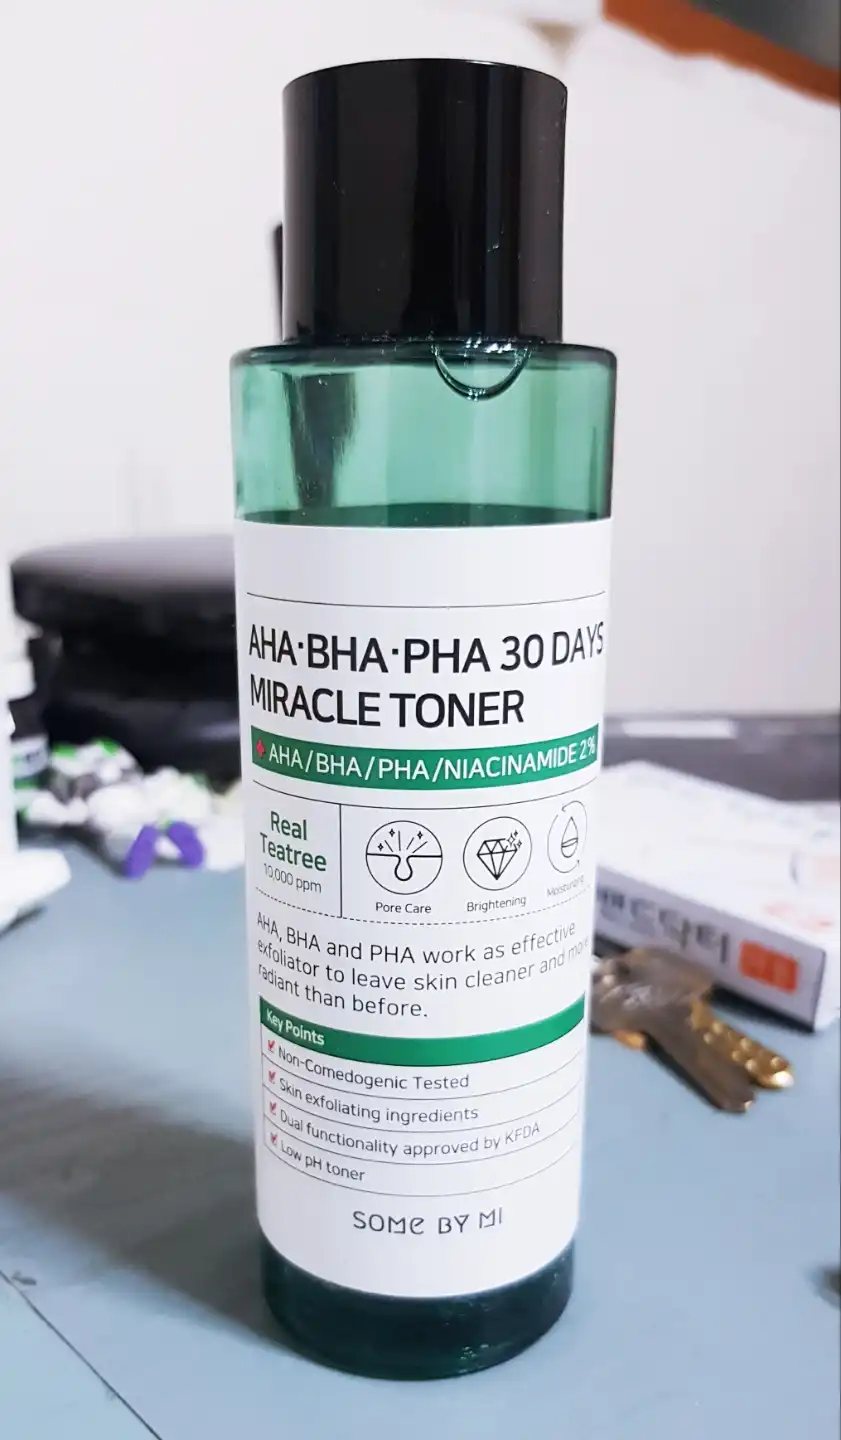 AHA·BHA·PHA 30 DAYS
MIRACLE TONER
+ AHA/BHA/PHA/NIACINAMIDE 2%
Real
Teatree
10,000 ppm
Pore Care
Brightening
Moisturizing
AHA, BHA and PHA work as effective
exfoliator to leave skin cleaner and more
radiant than before.
Key Points
Non-Comedogenic Tested
Skin exfoliating ingredients
Dual functionality approved by KFDA
Low pH toner
SOME BY MI